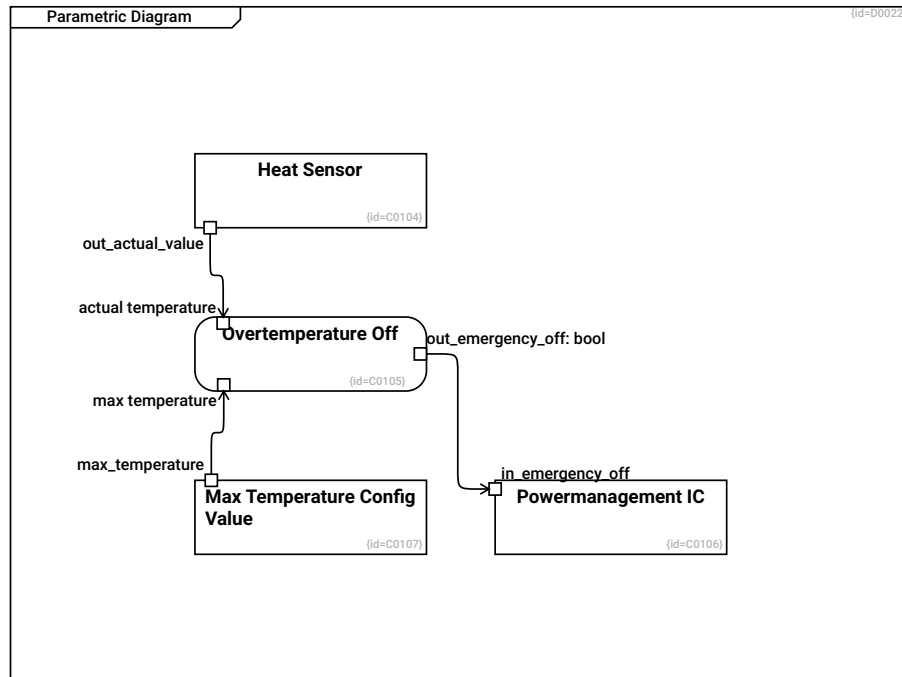 Parametric Diagram
{id=D0022
Heat Sensor
{id=C0104}
out_actual_value
actual temperature
Overtemperature Off
out_emergency_off: bool
{id=C0105}
max temperature
max_temperature
in_emergency_off
Max Temperature Config
Value
Powermanagement IC
{id=C0107}
{id=C0106}